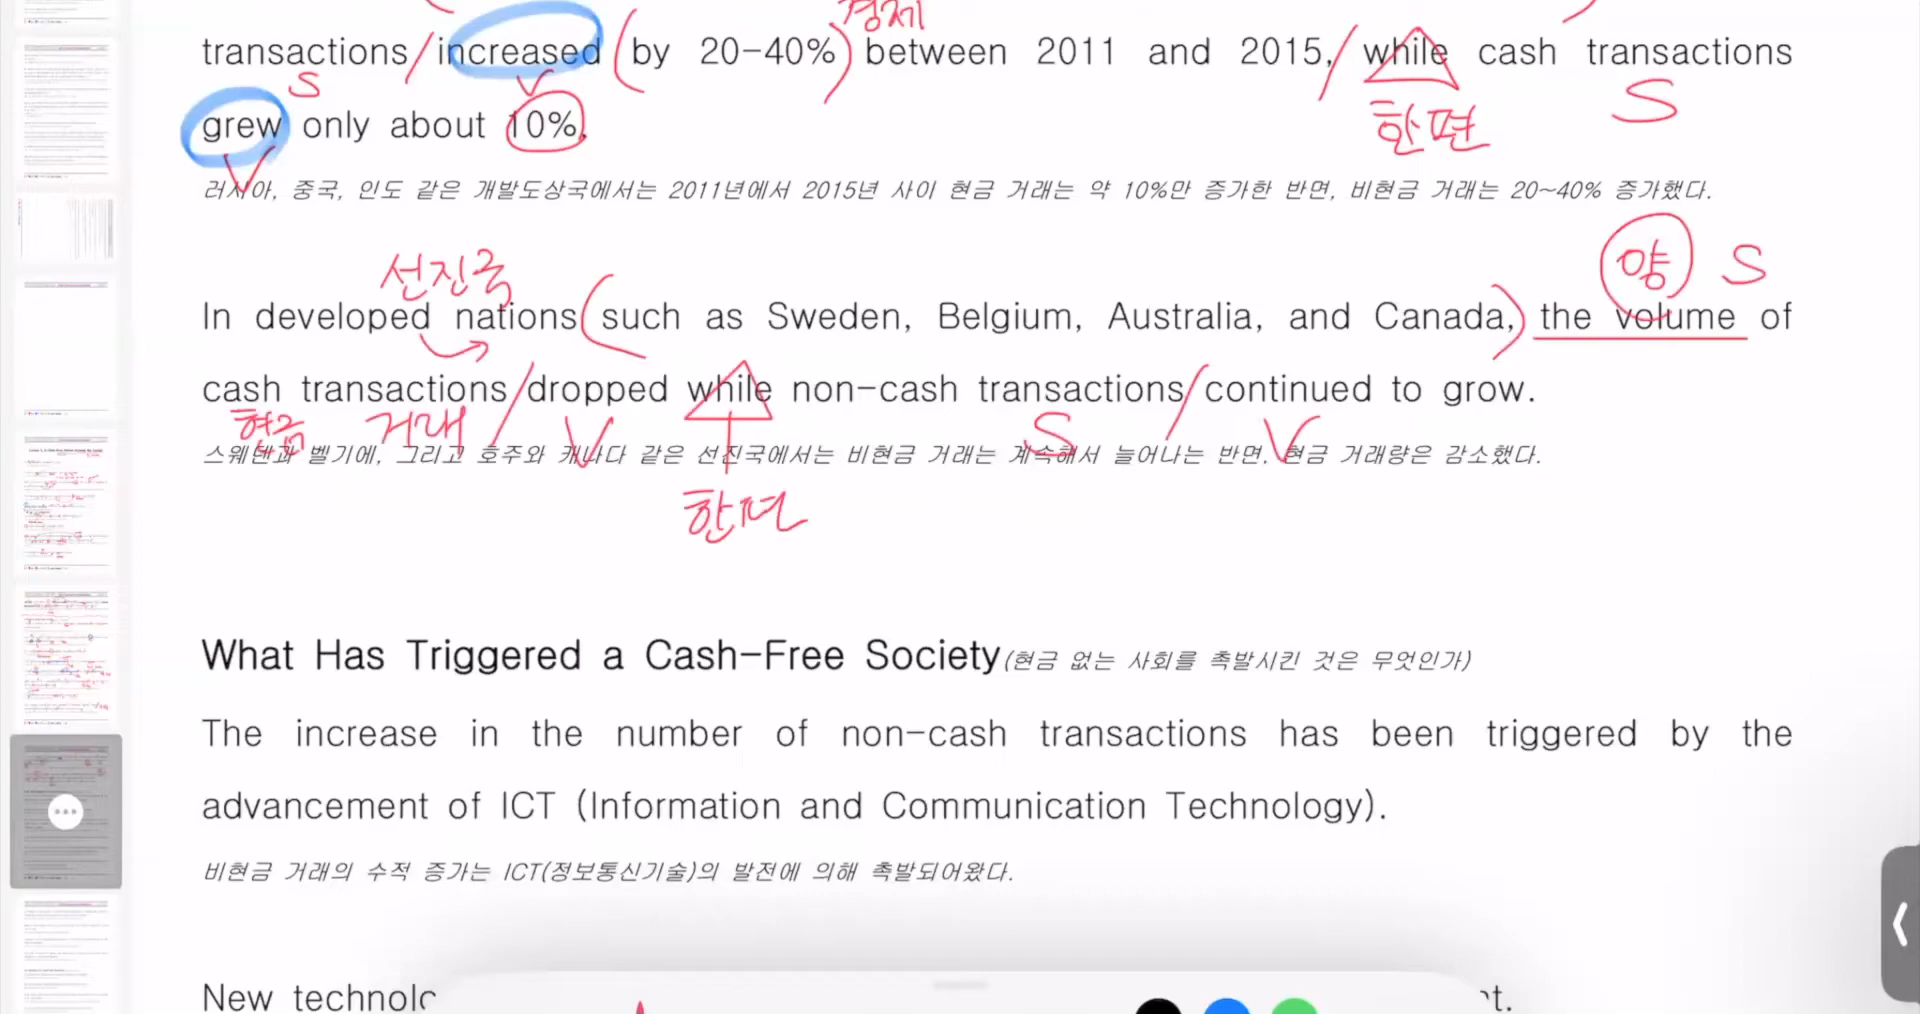 경제
transactions increased (by 20-40%) between 2011 and 2015, while cash transactions
S V 한편 S
grew only about 10%.
V
러시아, 중국, 인도 같은 개발도상국에서는 2011년에서 2015년 사이 현금 거래는 약 10%만 증가한 반면, 비현금 거래는 20~40% 증가했다.
선진국 양 S
In developed nations (such as Sweden, Belgium, Australia, and Canada,) the volume of
cash transactions / dropped while non-cash transactions / continued to grow.
현금 거래 V S V
스웨덴과 벨기에, 그리고 호주와 캐나다 같은 선진국에서는 비현금 거래는 계속해서 늘어나는 반면, 현금 거래량은 감소했다.
한편
What Has Triggered a Cash-Free Society(현금 없는 사회를 촉발시킨 것은 무엇인가)
The increase in the number of non-cash transactions has been triggered by the
advancement of ICT (Information and Communication Technology).
비현금 거래의 수적 증가는 ICT(정보통신기술)의 발전에 의해 촉발되어왔다.
New